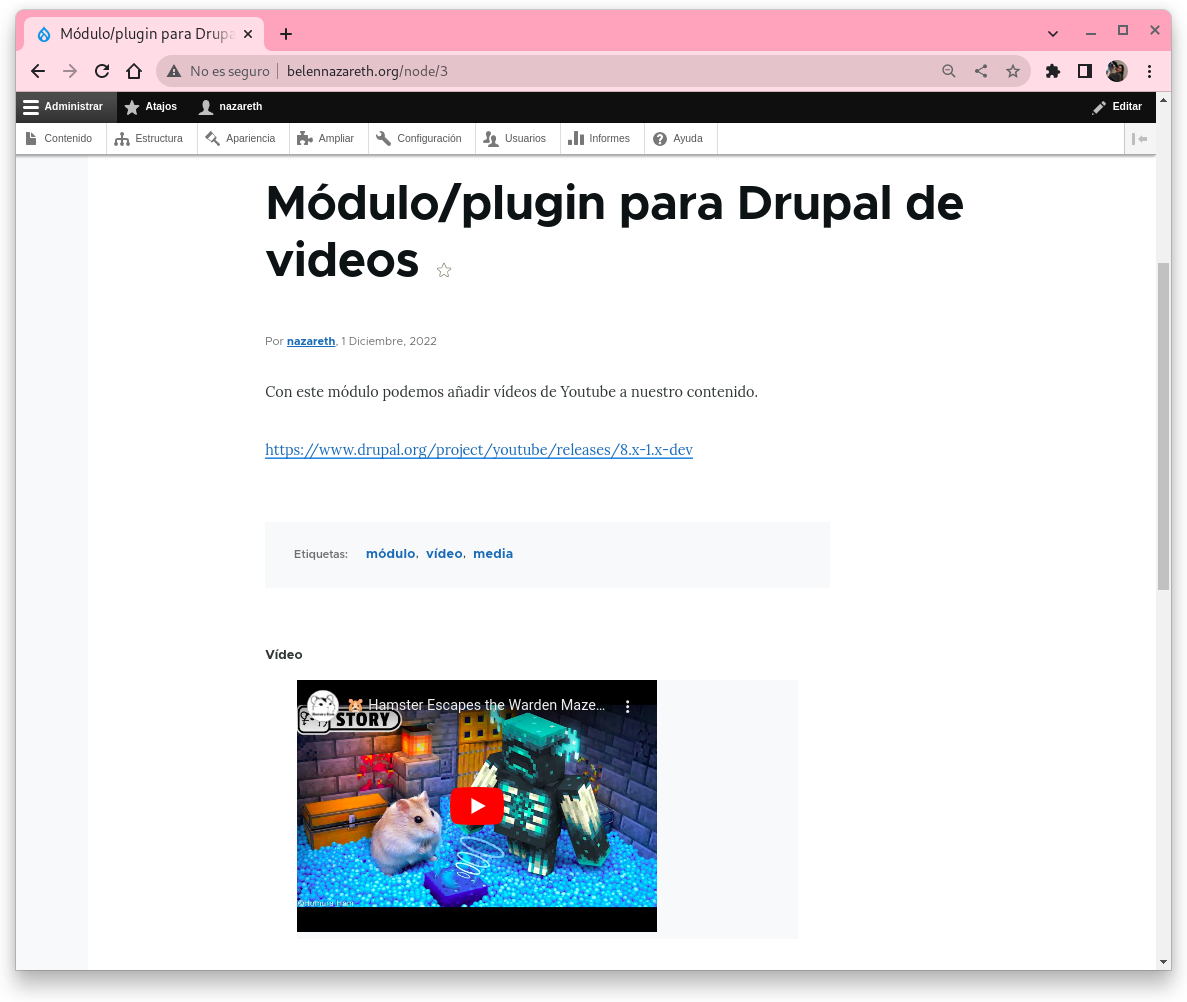 Módulo/plugin para Drupa
No es seguro
belennazareth.org/node/3
Administrar
Atajos
nazareth
Editar
Contenido
Estructura
Apariencia
Ampliar
Configuración
Usuarios
Informes
Ayuda
Módulo/plugin para Drupal de
videos
Por nazareth, 1 Diciembre, 2022
Con este módulo podemos añadir vídeos de Youtube a nuestro contenido.
https://www.drupal.org/project/youtube/releases/8.x-1.x-dev
Etiquetas: módulo, vídeo, media
Vídeo
🐹 Hamster Escapes the Warden Maze...
STORY